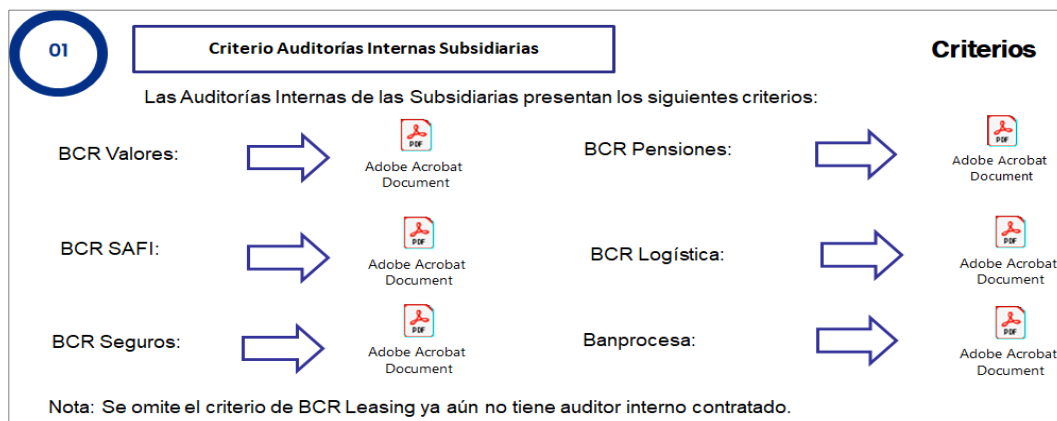 01
Criterio Auditorías Internas Subsidiarias
Criterios
Las Auditorías Internas de las Subsidiarias presentan los siguientes criterios:
BCR Valores:
PDF
Adobe Acrobat
Document
BCR Pensiones:
PDF
Adobe Acrobat
Document
BCR SAFI:
PDF
Adobe Acrobat
Document
BCR Logística:
PDF
Adobe Acrobat
Document
BCR Seguros:
PDF
Adobe Acrobat
Document
Banprocesa:
PDF
Adobe Acrobat
Document
Nota: Se omite el criterio de BCR Leasing ya aún no tiene auditor interno contratado.